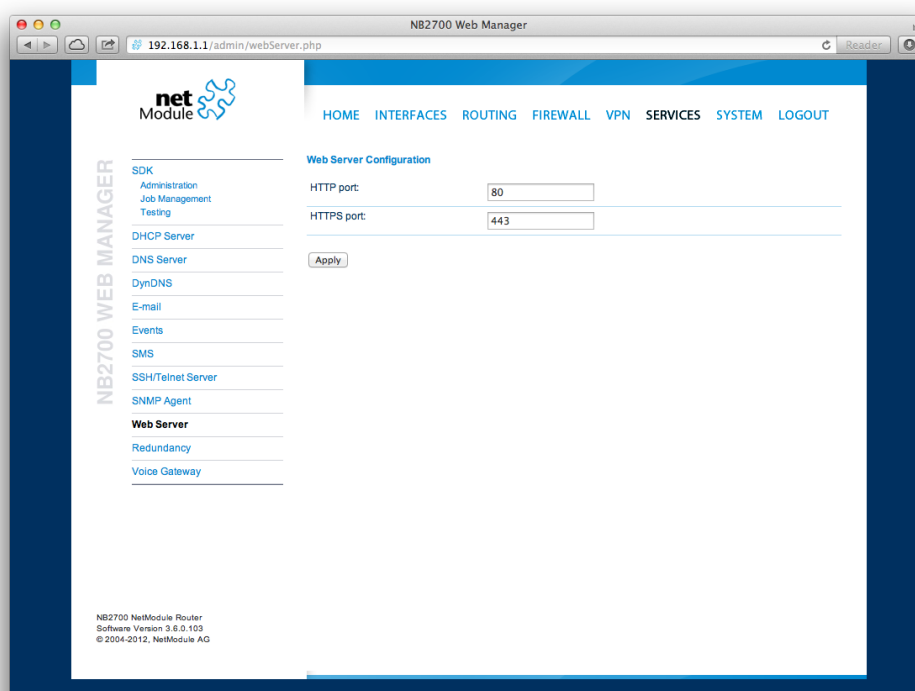 NB2700 Web Manager
192.168.1.1/admin/webServer.php
Reader
net
Module
HOME INTERFACES ROUTING FIREWALL VPN SERVICES SYSTEM LOGOUT
NB2700 WEB MANAGER
SDK
Administration
Job Management
Testing
DHCP Server
DNS Server
DynDNS
E-mail
Events
SMS
SSH/Telnet Server
SNMP Agent
Web Server
Redundancy
Voice Gateway
Web Server Configuration
HTTP port: 80
HTTPS port: 443
Apply
NB2700 NetModule Router
Software Version 3.6.0.103
© 2004-2012, NetModule AG